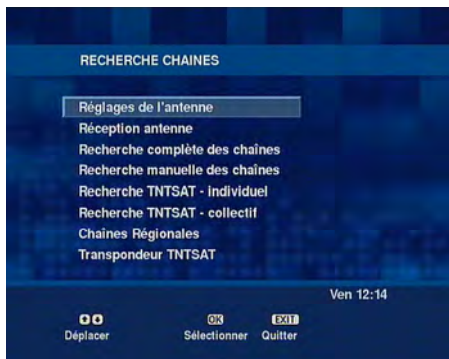 RECHERCHE CHAINES
Réglages de l'antenne
Réception antenne
Recherche complète des chaînes
Recherche manuelle des chaînes
Recherche TNTSAT - individuel
Recherche TNTSAT - collectif
Chaînes Régionales
Transpondeur TNTSAT
Ven 12:14
OK EXIT
Déplacer Sélectionner Quitter